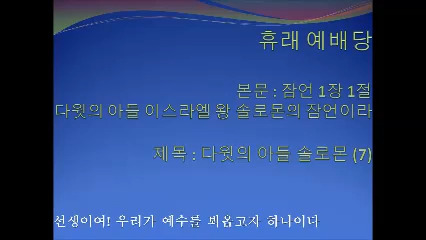 휴래 예배당
본문 : 잠언 1장 1절
다윗의 아들 이스라엘 왕 솔로몬의 잠언이라
제목 : 다윗의 아들 솔로몬 (7)
선생이여! 우리가 예수를 뵈옵고자 하나이다